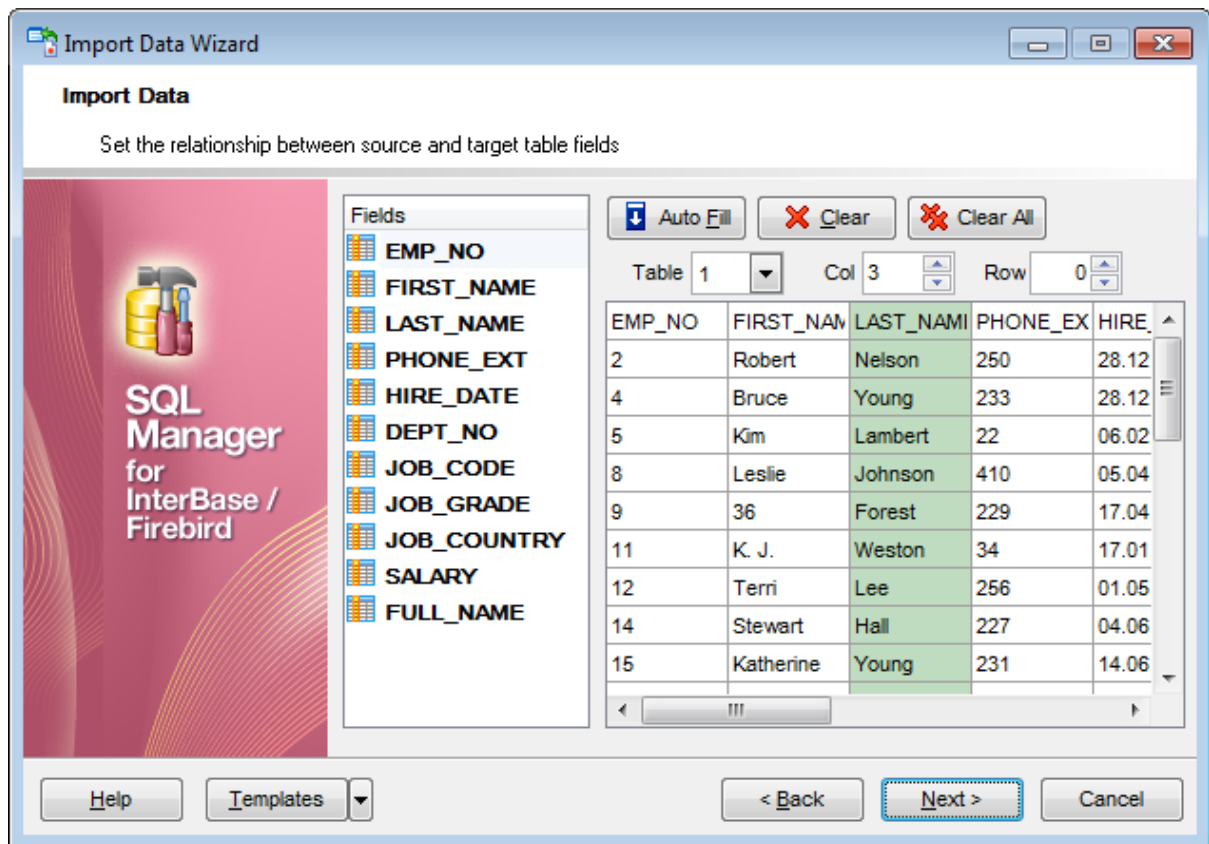 Import Data Wizard
Import Data
Set the relationship between source and target table fields
SQL
Manager
for
InterBase /
Firebird
Fields
EMP_NO
FIRST_NAME
LAST_NAME
PHONE_EXT
HIRE_DATE
DEPT_NO
JOB_CODE
JOB_GRADE
JOB_COUNTRY
SALARY
FULL_NAME
Auto Fill Clear Clear All
Table 1 Col 3 Row 0
EMP_NO FIRST_NAM LAST_NAMI PHONE_EX HIRE_
2 Robert Nelson 250 28.12
4 Bruce Young 233 28.12
5 Kim Lambert 22 06.02
8 Leslie Johnson 410 05.04
9 36 Forest 229 17.04
11 K. J. Weston 34 17.01
12 Terri Lee 256 01.05
14 Stewart Hall 227 04.06
15 Katherine Young 231 14.06
Help Templates < Back Next > Cancel